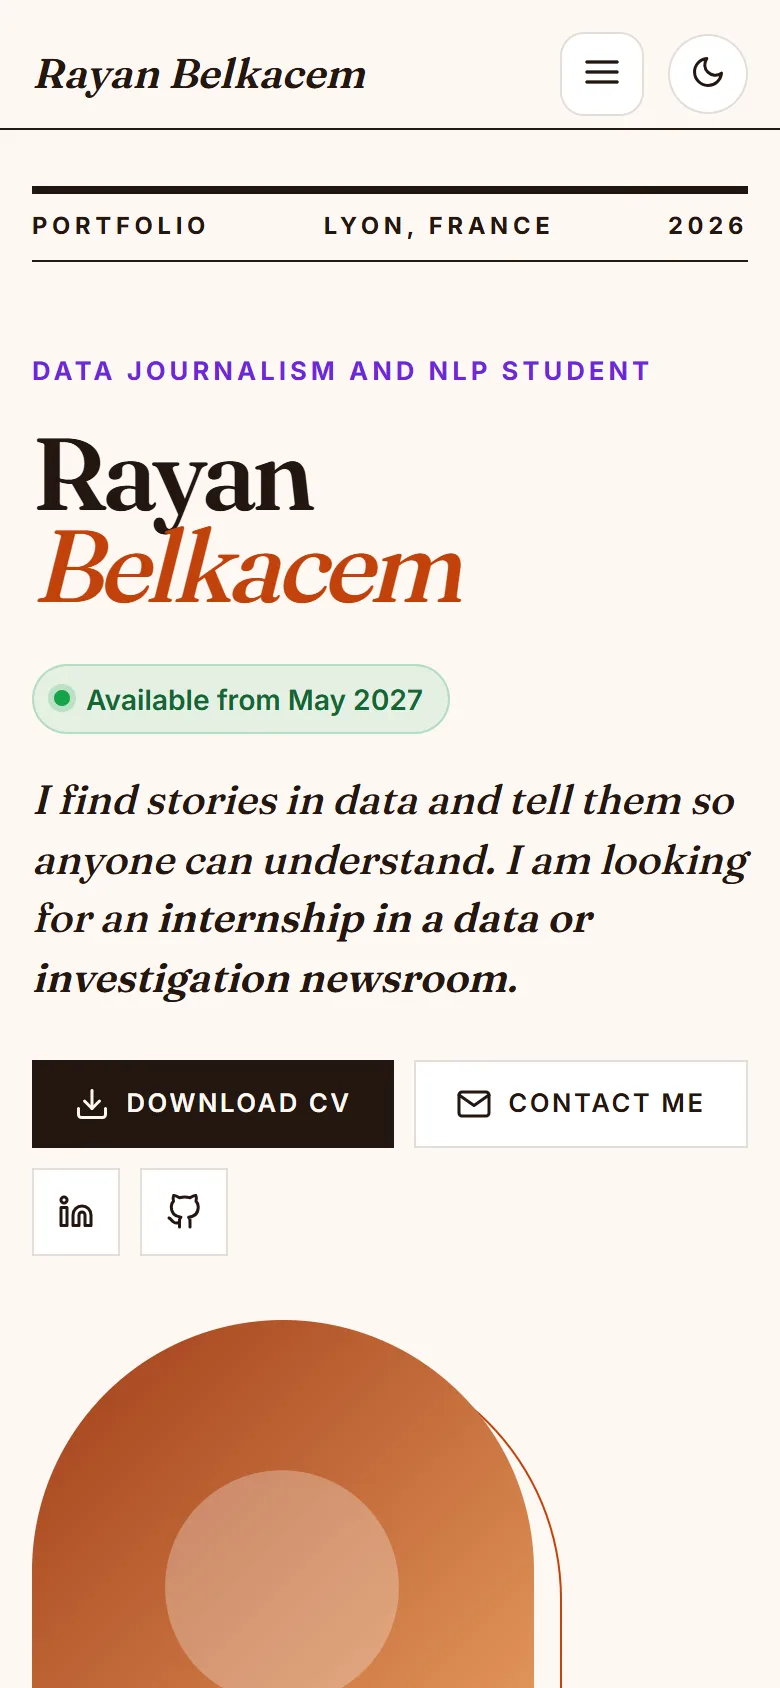 Rayan Belkacem
PORTFOLIO LYON, FRANCE 2026
DATA JOURNALISM AND NLP STUDENT
Rayan
Belkacem
Available from May 2027
I find stories in data and tell them so
anyone can understand. I am looking
for an internship in a data or
investigation newsroom.
DOWNLOAD CV CONTACT ME
in